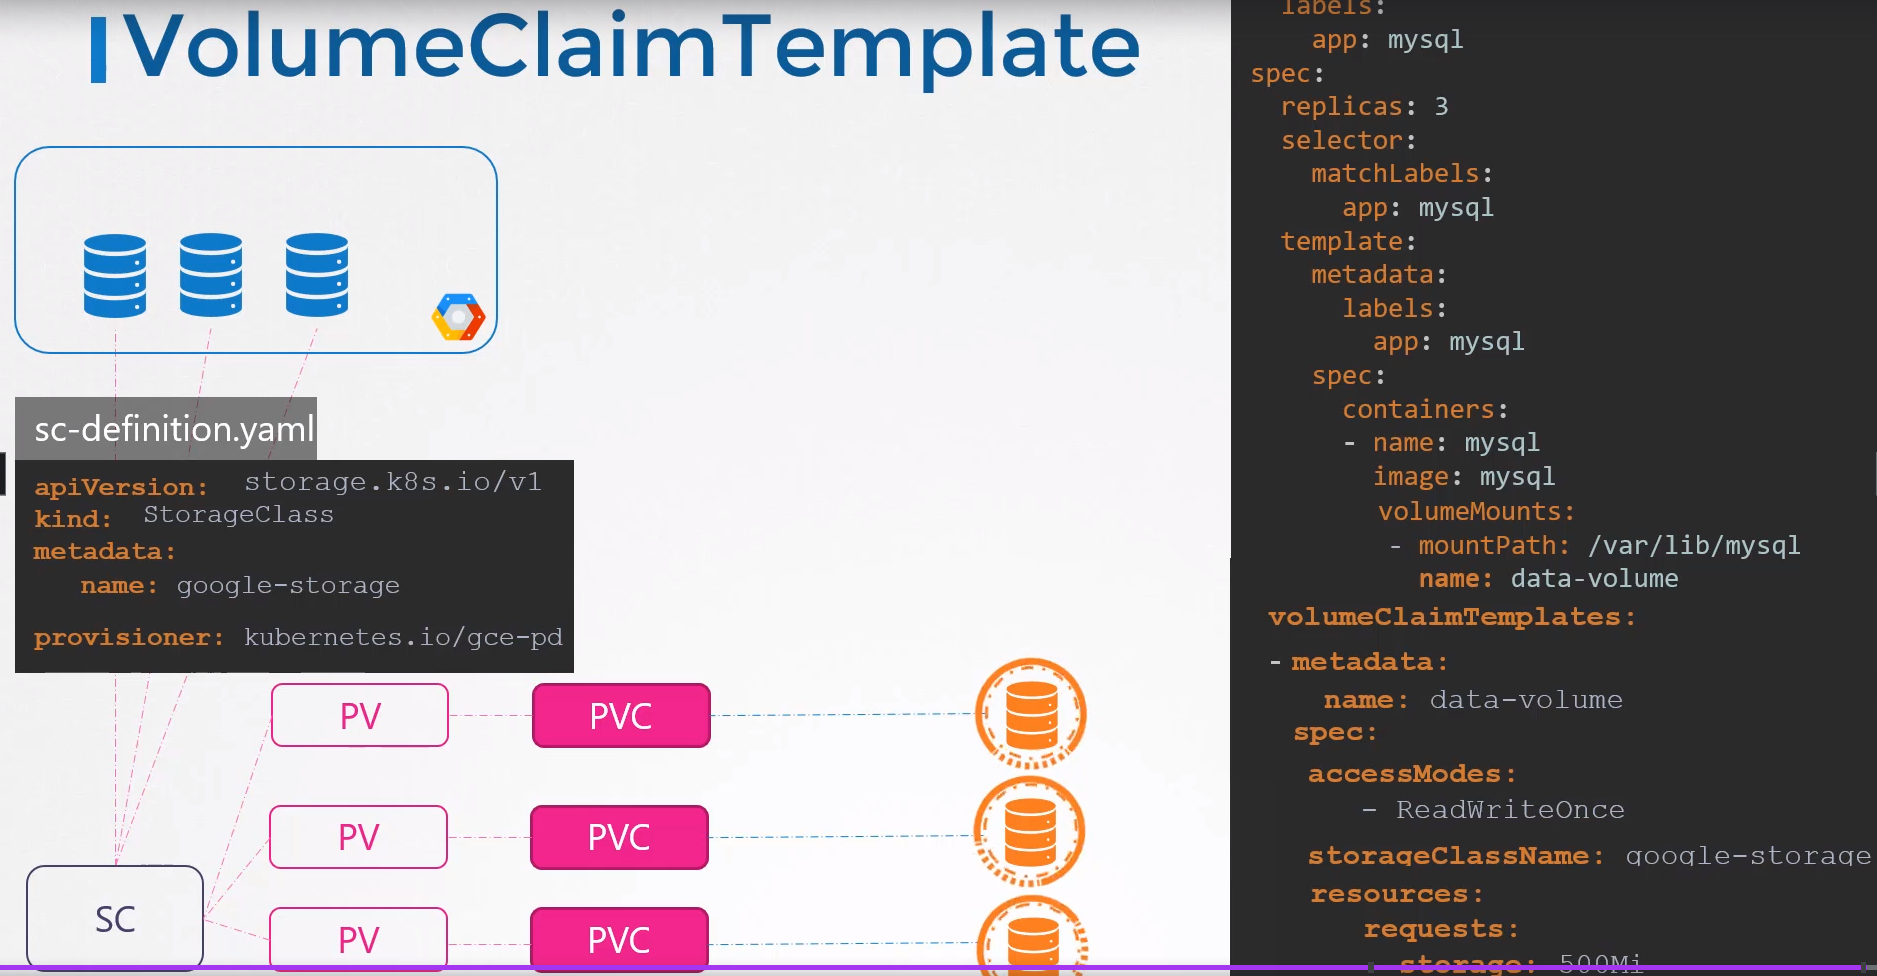 VolumeClaimTemplate
sc-definition.yaml
apiVersion: storage.k8s.io/v1
kind: StorageClass
metadata:
name: google-storage
provisioner: kubernetes.io/gce-pd
PV
PVC
PV
PVC
SC
PV
PVC
labels:
app: mysql
spec:
replicas: 3
selector:
matchLabels:
app: mysql
template:
metadata:
labels:
app: mysql
spec:
containers:
- name: mysql
image: mysql
volumeMounts:
- mountPath: /var/lib/mysql
name: data-volume
volumeClaimTemplates:
- metadata:
name: data-volume
spec:
accessModes:
- ReadWriteOnce
storageClassName: google-storage
resources:
requests:
storage: 500Mi